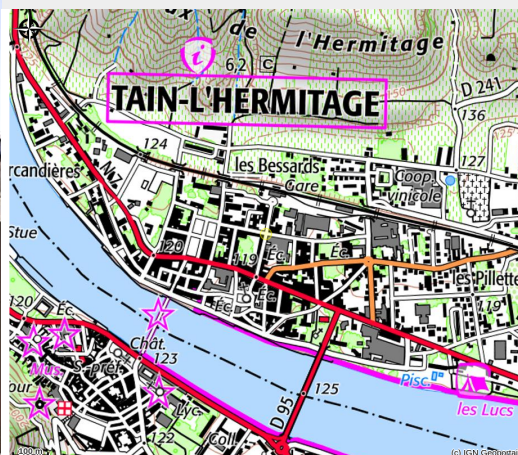 de l'Hermitage
i
6,2 C
TAIN-L'HERMITAGE
D 241
136
124
127
les Bessards
Gare
Coop.
vinicole
rcandières
N7
Stue
120
119
Éc.
Éc.
Éc.
Éc.
les Pillette
119
120
Éc.
i
Chât.
123
Mus.
S.-préf.
our
Pisc.
125
les Lucs
D 95
Lyc.
122
Coll.
100 m
(c) IGN Geoportail